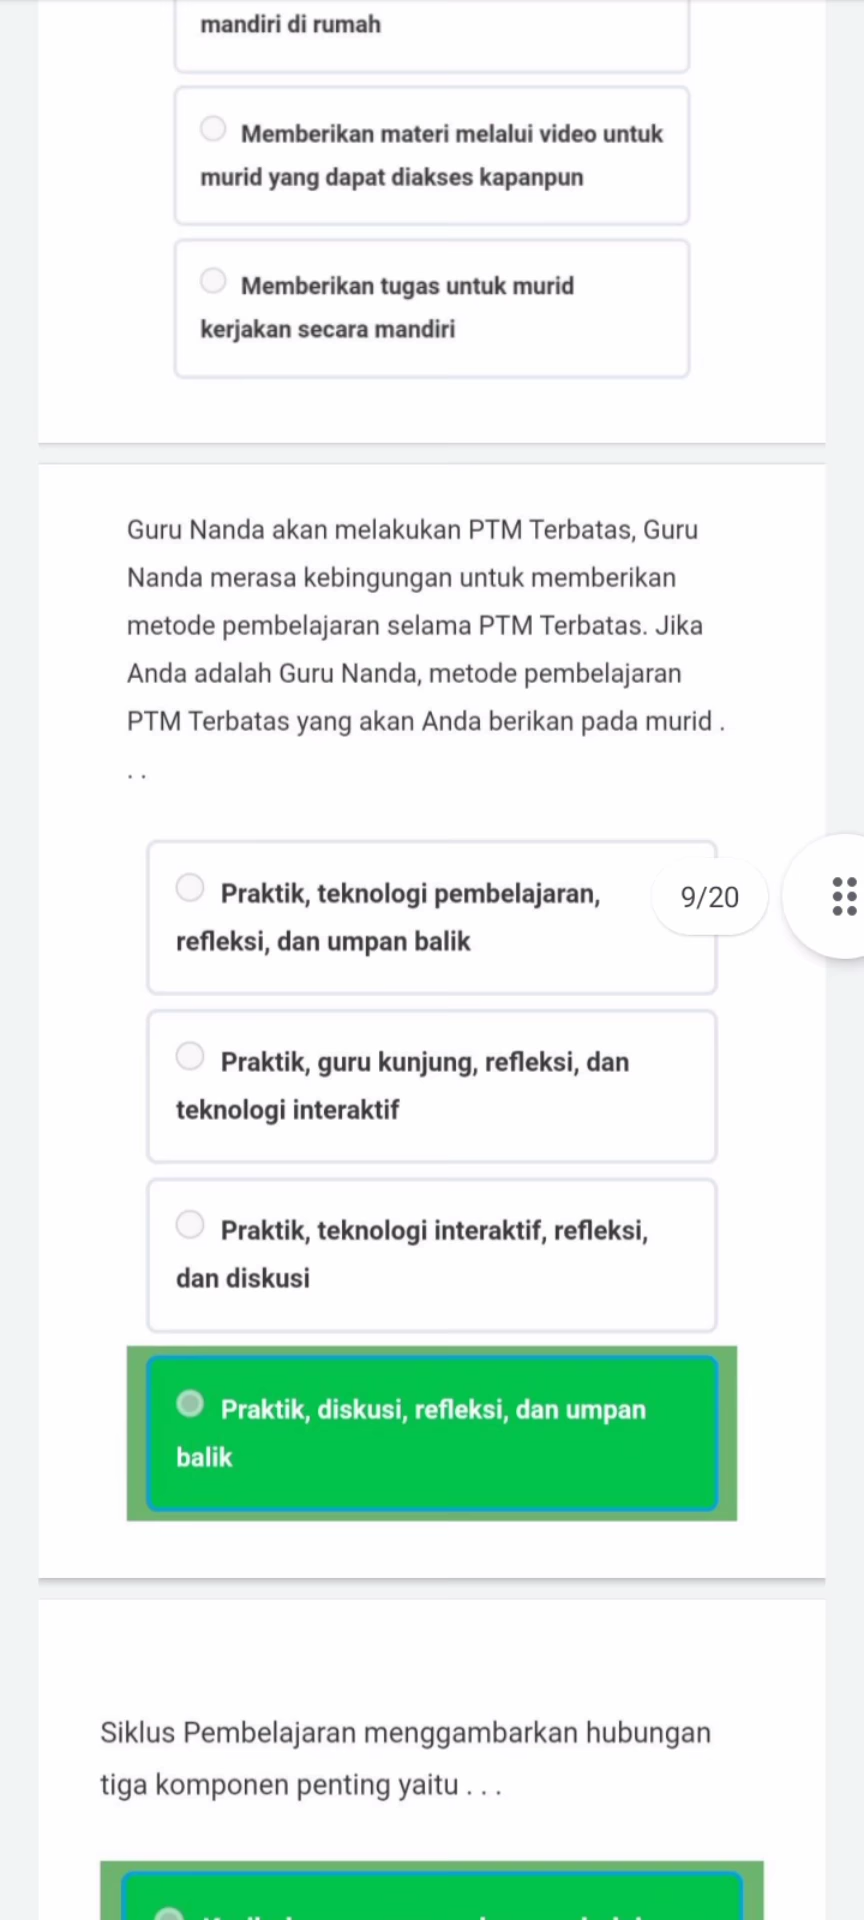 mandiri di rumah
Memberikan materi melalui video untuk
murid yang dapat diakses kapanpun
Memberikan tugas untuk murid
kerjakan secara mandiri
Guru Nanda akan melakukan PTM Terbatas, Guru
Nanda merasa kebingungan untuk memberikan
metode pembelajaran selama PTM Terbatas. Jika
Anda adalah Guru Nanda, metode pembelajaran
PTM Terbatas yang akan Anda berikan pada murid .
. .
Praktik, teknologi pembelajaran,
refleksi, dan umpan balik
9/20
Praktik, guru kunjung, refleksi, dan
teknologi interaktif
Praktik, teknologi interaktif, refleksi,
dan diskusi
Praktik, diskusi, refleksi, dan umpan
balik
Siklus Pembelajaran menggambarkan hubungan
tiga komponen penting yaitu . . .